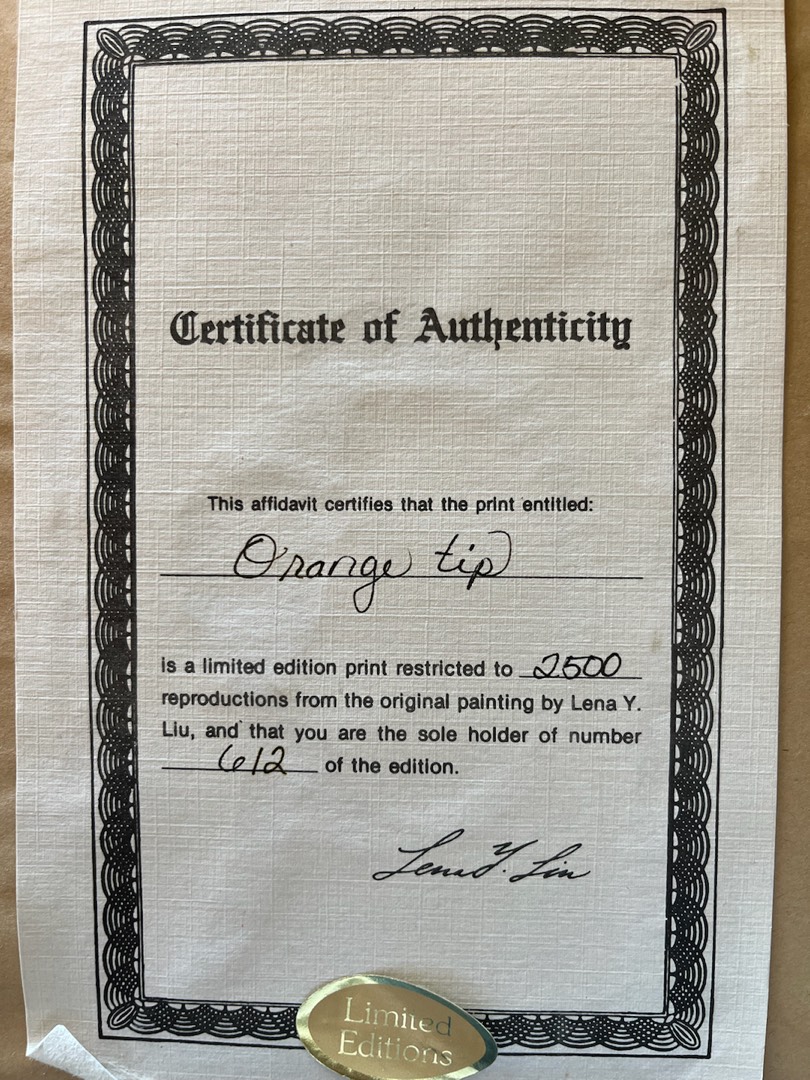 Certificate of Authenticity
This affidavit certifies that the print entitled:
Orange tip
is a limited edition print restricted to 2500
reproductions from the original painting by Lena Y.
Liu, and that you are the sole holder of number
612 of the edition.
Lena Y. Liu
Limited
Editions